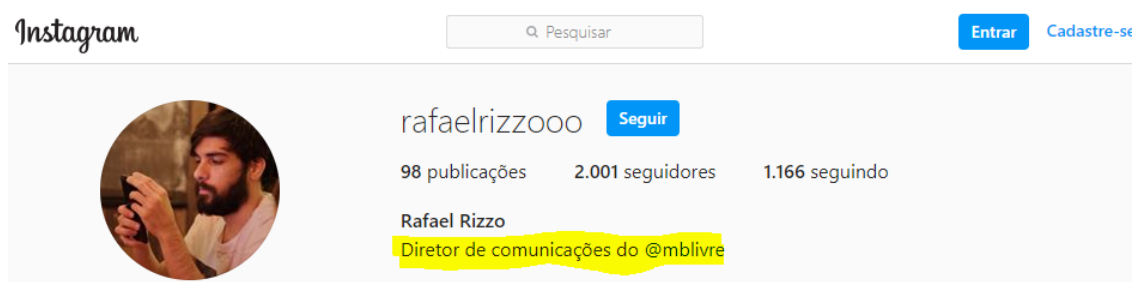 Instagram
Pesquisar
Entrar
Cadastre-se
rafaelrizzooo
Seguir
98 publicações 2.001 seguidores 1.166 seguindo
Rafael Rizzo
Diretor de comunicações do @mblivre